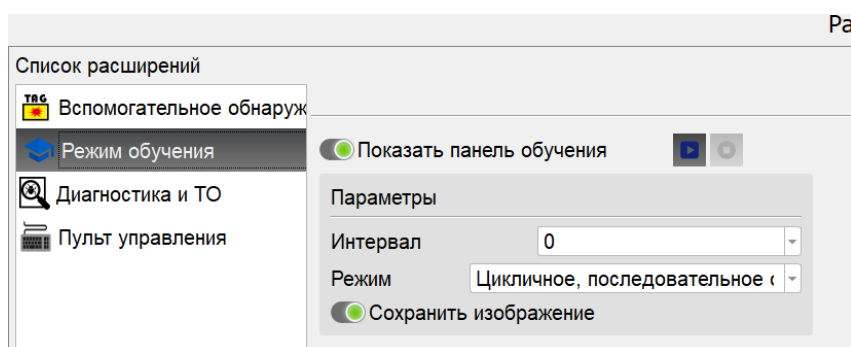 Ра
Список расширений
TAG
Вспомогательное обнаруж
Режим обучения
Показать панель обучения
Диагностика и ТО
Параметры
Пульт управления
Интервал 0
Режим Цикличное, последовательное
Сохранить изображение